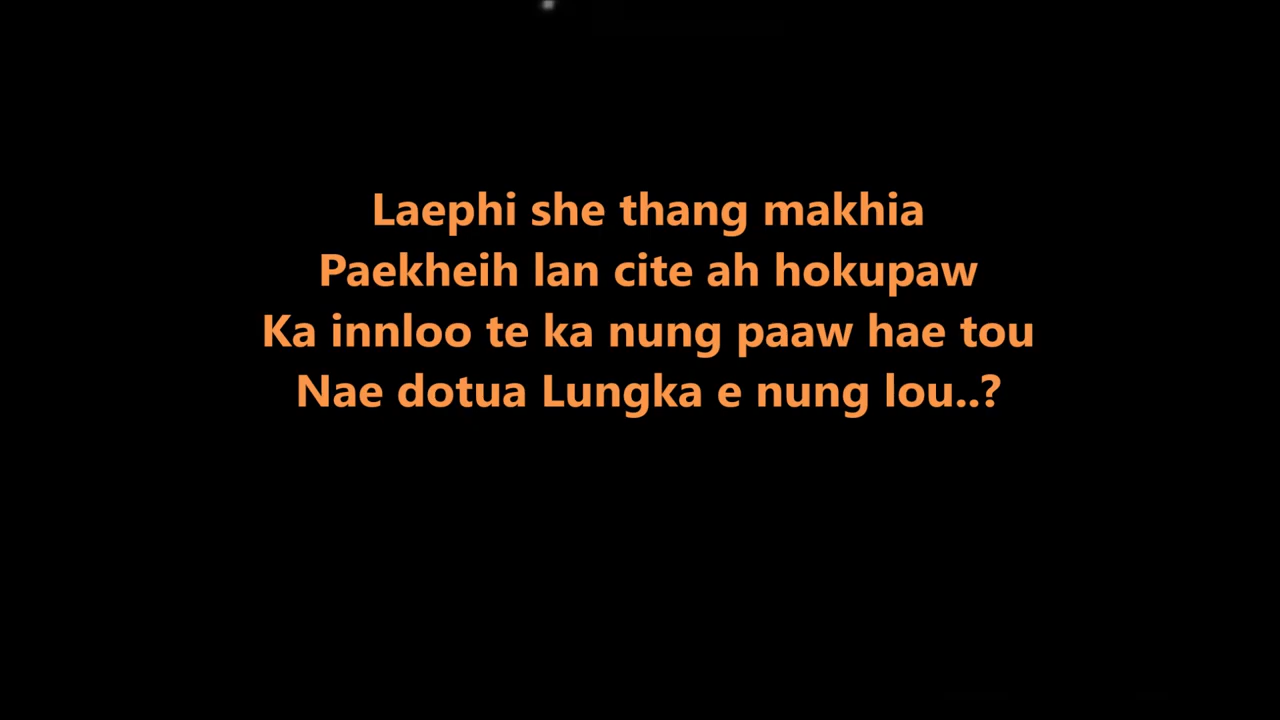 Laephi she thang makhia
Paekheih lan cite ah hokupaw
Ka innloo te ka nung paaw hae tou
Nae dotua Lungka e nung lou..?